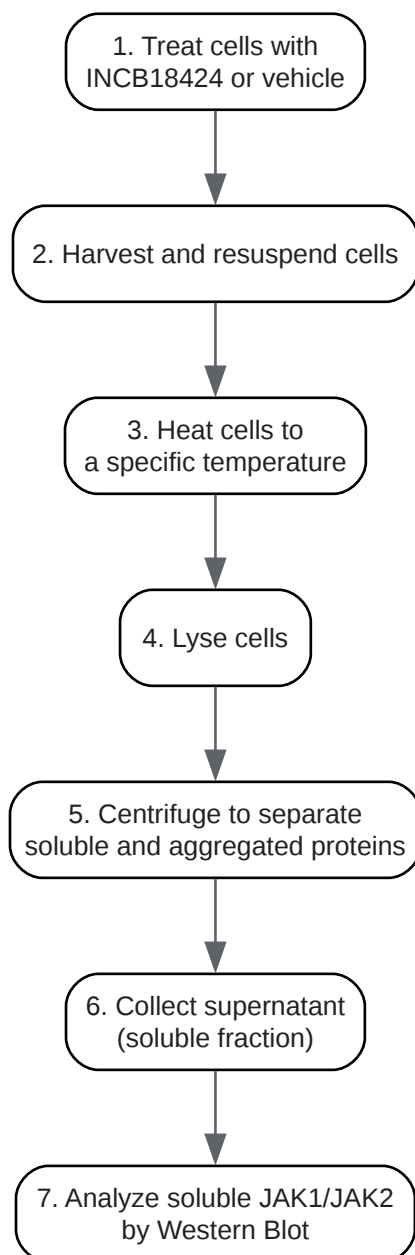 1. Treat cells with
INCB18424 or vehicle
2. Harvest and resuspend cells
3. Heat cells to
a specific temperature
4. Lyse cells
5. Centrifuge to separate
soluble and aggregated proteins
6. Collect supernatant
(soluble fraction)
7. Analyze soluble JAK1/JAK2
by Western Blot